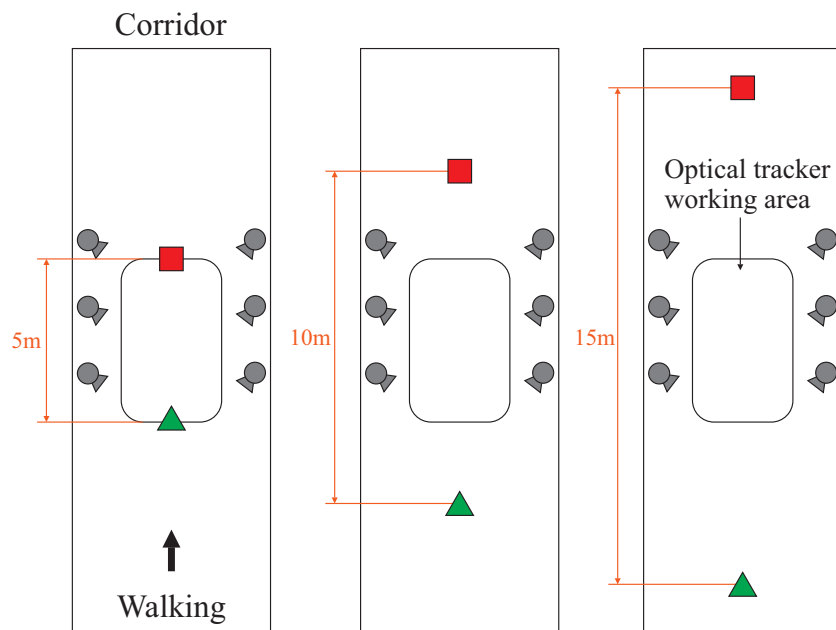 Corridor
5m
Walking
10m
15m
Optical tracker
working area